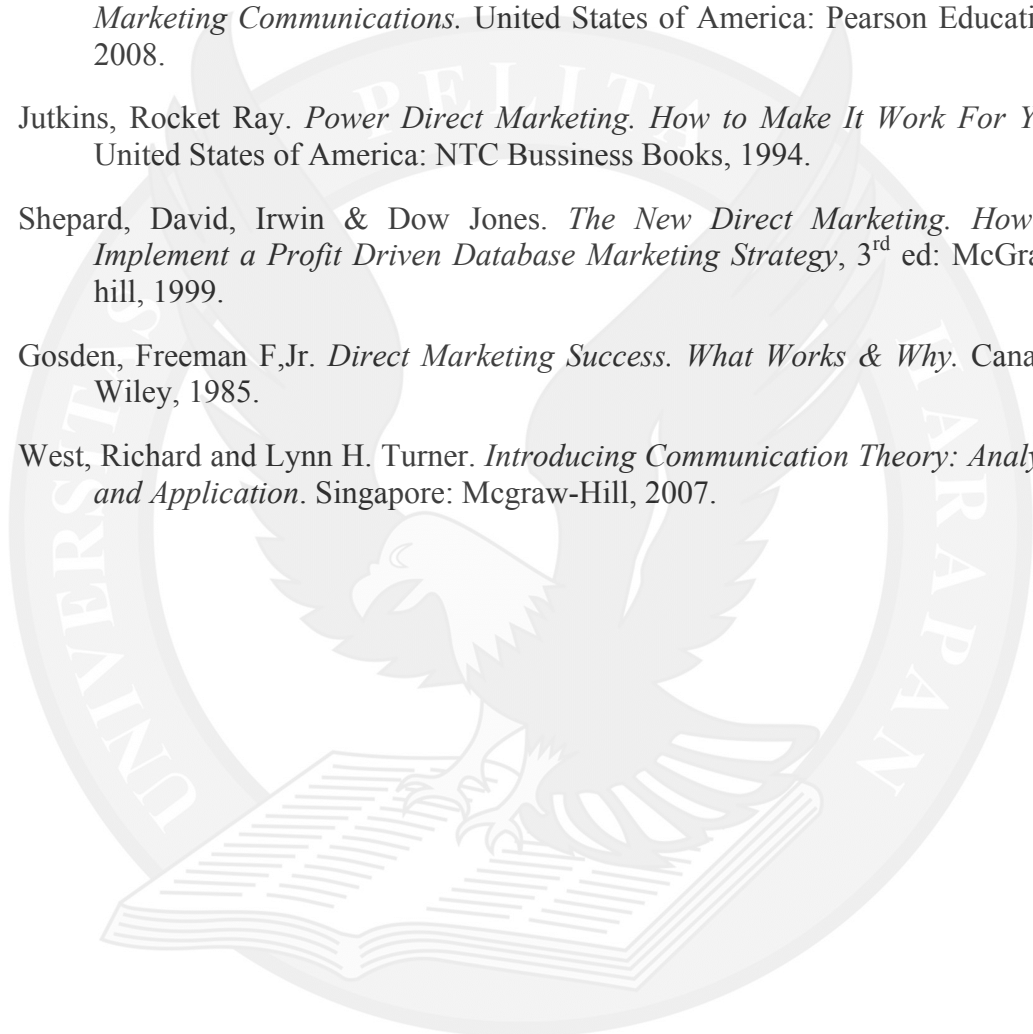 Marketing Communications. United States of America: Pearson Educati
2008.
Jutkins, Rocket Ray. Power Direct Marketing. How to Make It Work For Y
United States of America: NTC Bussiness Books, 1994.
Shepard, David, Irwin & Dow Jones. The New Direct Marketing. How
Implement a Profit Driven Database Marketing Strategy, 3rd ed: McGra
hill, 1999.
Gosden, Freeman F,Jr. Direct Marketing Success. What Works & Why. Cana
Wiley, 1985.
West, Richard and Lynn H. Turner. Introducing Communication Theory: Analy
and Application. Singapore: Mcgraw-Hill, 2007.
UNIVERSITAS PELITA HARAPAN